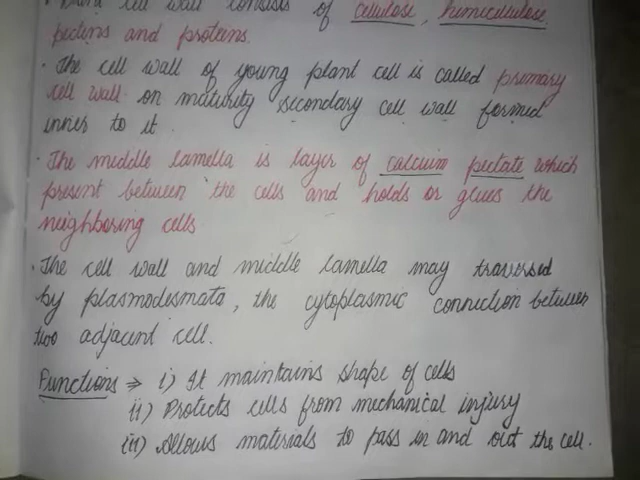 cell wall consists of cellulose, hemicellulose
pectins and proteins.
• The cell wall of young plant cell is called primary
cell wall on maturity secondary cell wall formed
inner to it.
• The middle lamella is layer of calcium pectate which
present between the cells and holds or glues the
neighboring cells
• The cell wall and middle lamella may traversed
by plasmodesmata, the cytoplasmic connection between
two adjacent cell.
Functions ⇒ i) It maintains shape of cells
ii) Protects cells from mechanical injury
iii) Allows materials to pass in and out the cell.